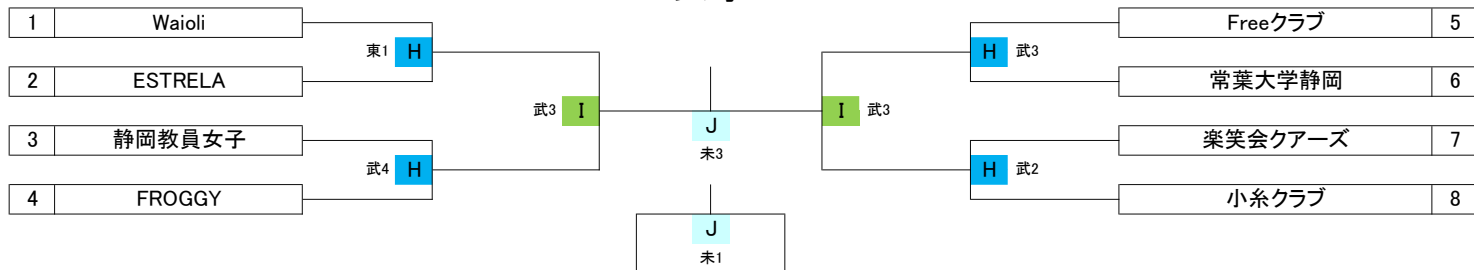 1 Waioli
Freeクラブ 5
東1 H
H 武3
2 ESTRELA
常葉大学静岡 6
武3 I
I 武3
J
未3
3 静岡教員女子
楽笑会クアーズ 7
武4 H
H 武2
4 FROGGY
小糸クラブ 8
J
未1